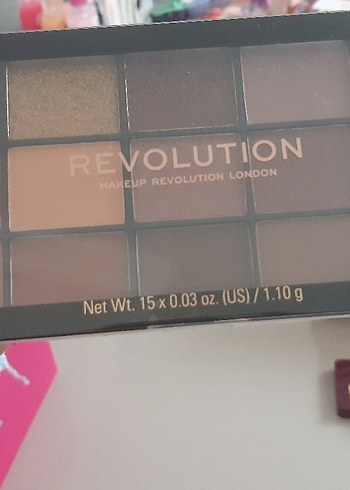 REVOLUTION
MAKEUP REVOLUTION LONDON
Net Wt. 15 x 0.03 oz. (US) / 1.10 g